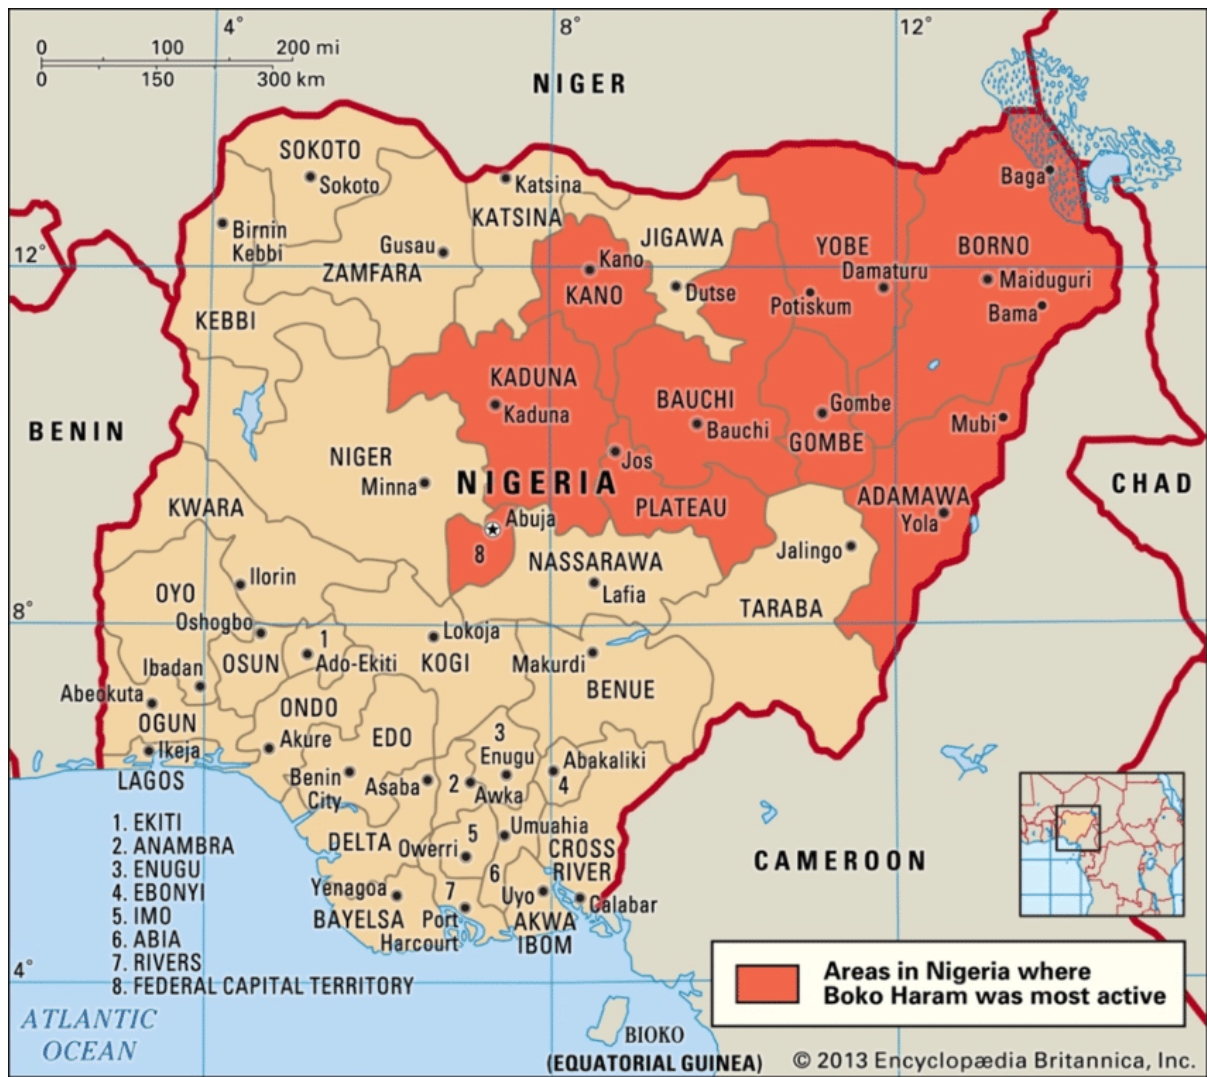 4°
8°
12°
0 100 200 mi
0 150 300 km
NIGER
SOKOTO
Sokoto
Katsina
KATSINA
Baga
Birnin
Kebbi
Gusau
ZAMFARA
JIGAWA
YOBE
BORNO
12°
Kano
KANO
Dutse
Damaturu
Potiskum
Maiduguri
Bama
KEBBI
KADUNA
Kaduna
BAUCHI
Bauchi
Gombe
GOMBE
Mubi
BENIN
NIGER
Minna
NIGERIA
Jos
PLATEAU
ADAMAWA
Yola
CHAD
KWARA
Abuja
8
NASSARAWA
Lafia
Jalingo
TARABA
OYO
Ilorin
8°
Oshogbo
OSUN
1
Ado-Ekiti
Lokoja
KOGI
Makurdi
BENUE
Ibadan
Abeokuta
OGUN
Ikeja
LAGOS
ONDO
Akure
EDO
3
Enugu
Abakaliki
4
Benin
City
Asaba
2
Awka
DELTA
Owerri
5
Umuahia
CROSS
RIVER
6
Yenagoa
BAYELSA
7
Port
Harcourt
Uyo
AKWA
IBOM
Calabar
CAMEROON
1. EKITI
2. ANAMBRA
3. ENUGU
4. EBONYI
5. IMO
6. ABIA
7. RIVERS
8. FEDERAL CAPITAL TERRITORY
4°
ATLANTIC
OCEAN
BIOKO
(EQUATORIAL GUINEA)
Areas in Nigeria where
Boko Haram was most active
© 2013 Encyclopædia Britannica, Inc.